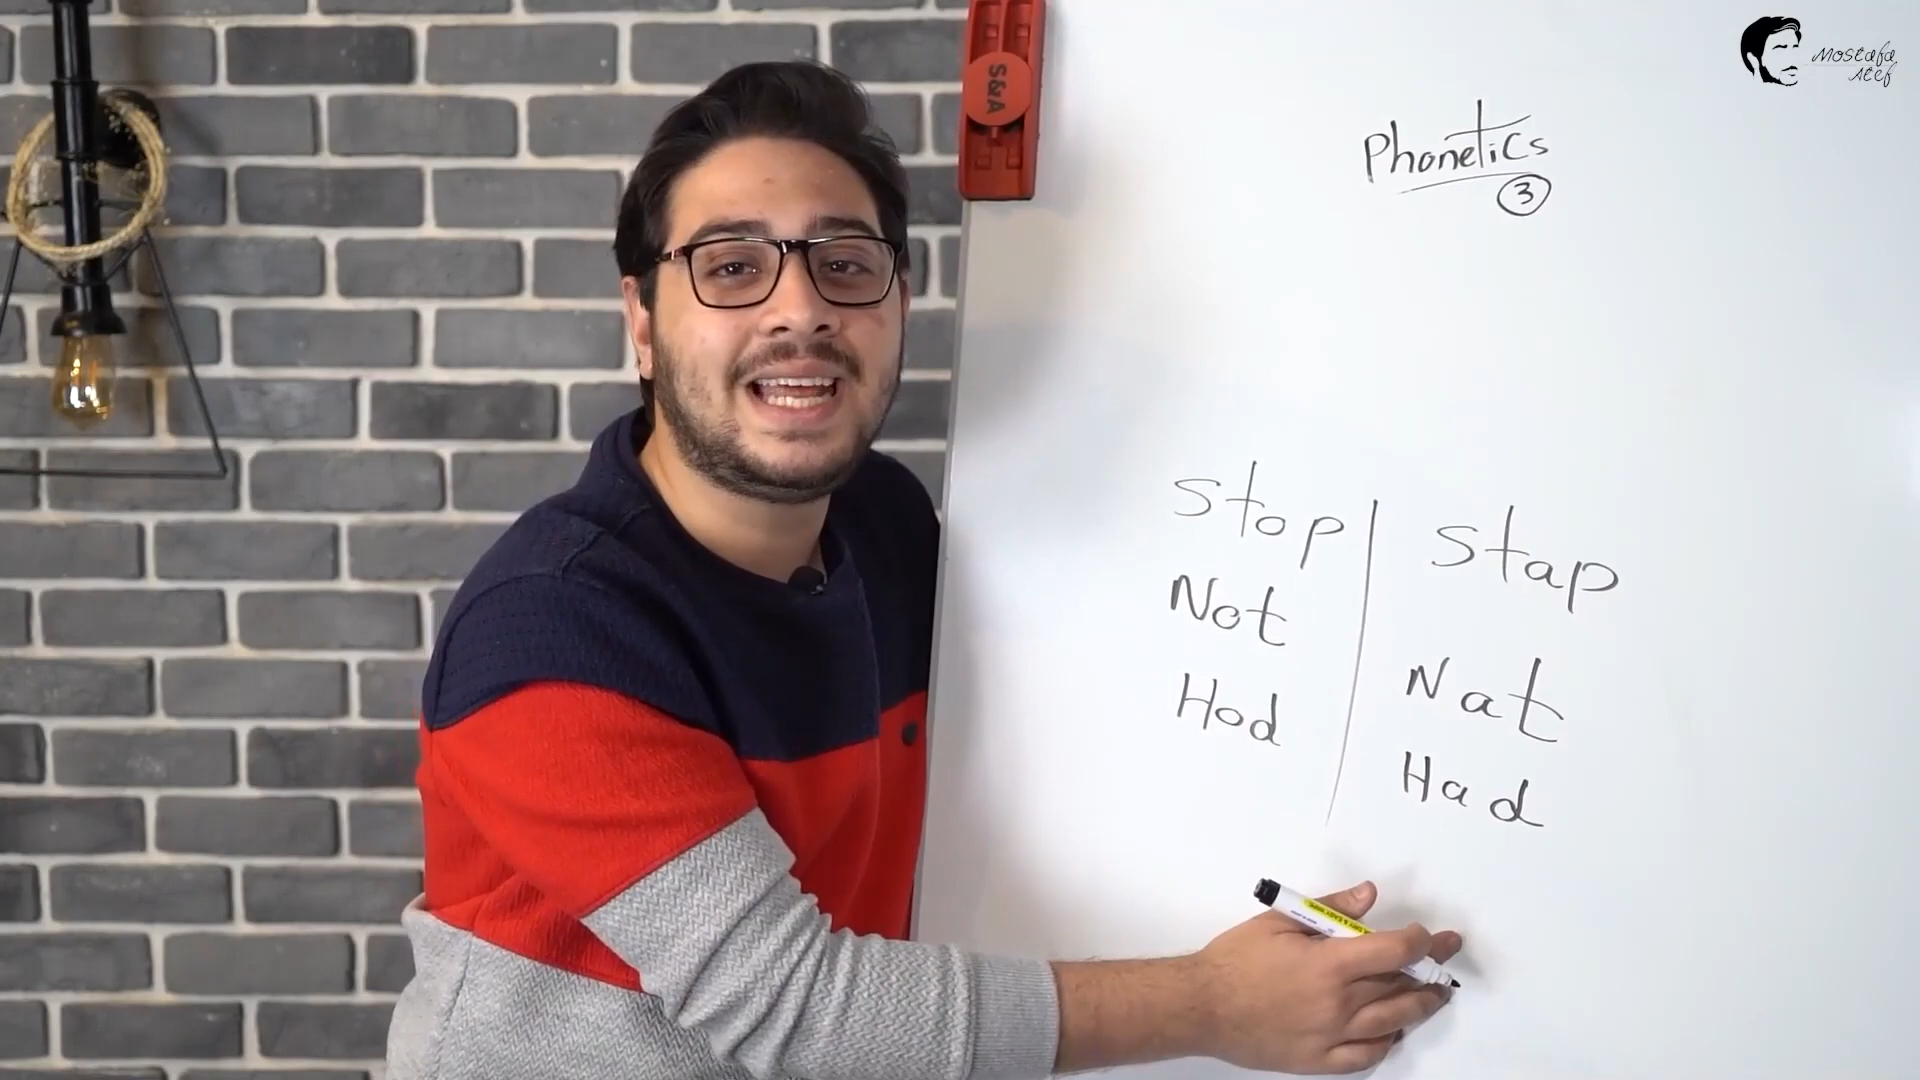 Mostafa
Atef
S&A
Phonetics
3
Stop
Not
Hod
Stap
Nat
Had